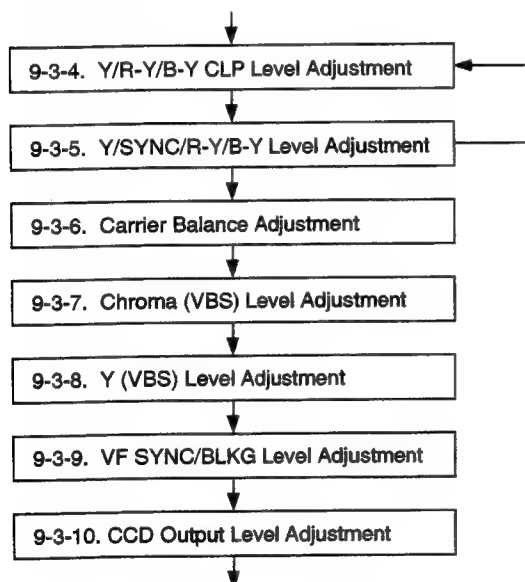 9-3-4. Y/R-Y/B-Y CLP Level Adjustment
9-3-5. Y/SYNC/R-Y/B-Y Level Adjustment
9-3-6. Carrier Balance Adjustment
9-3-7. Chroma (VBS) Level Adjustment
9-3-8. Y (VBS) Level Adjustment
9-3-9. VF SYNC/BLKG Level Adjustment
9-3-10. CCD Output Level Adjustment